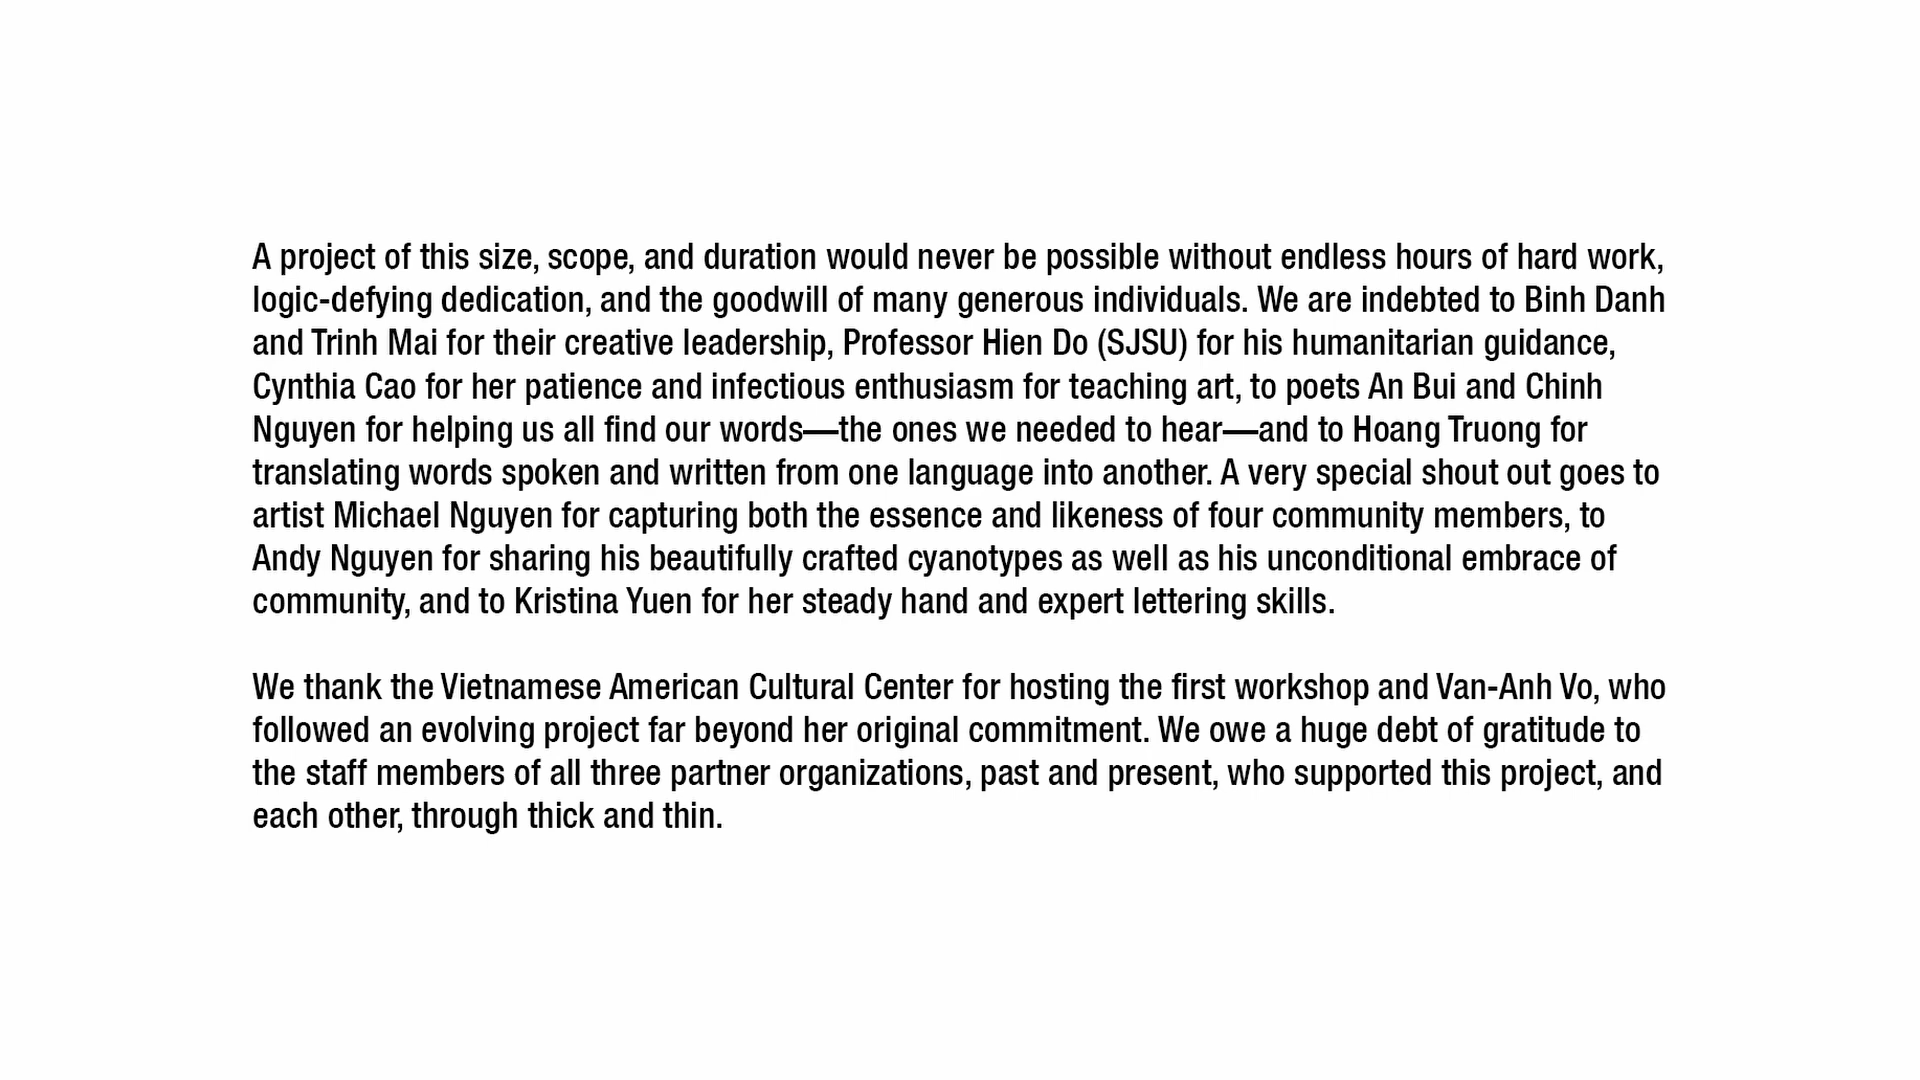 A project of this size, scope, and duration would never be possible without endless hours of hard work,
logic-defying dedication, and the goodwill of many generous individuals. We are indebted to Binh Danh
and Trinh Mai for their creative leadership, Professor Hien Do (SJSU) for his humanitarian guidance,
Cynthia Cao for her patience and infectious enthusiasm for teaching art, to poets An Bui and Chinh
Nguyen for helping us all find our words—the ones we needed to hear—and to Hoang Truong for
translating words spoken and written from one language into another. A very special shout out goes to
artist Michael Nguyen for capturing both the essence and likeness of four community members, to
Andy Nguyen for sharing his beautifully crafted cyanotypes as well as his unconditional embrace of
community, and to Kristina Yuen for her steady hand and expert lettering skills.
We thank the Vietnamese American Cultural Center for hosting the first workshop and Van-Anh Vo, who
followed an evolving project far beyond her original commitment. We owe a huge debt of gratitude to
the staff members of all three partner organizations, past and present, who supported this project, and
each other, through thick and thin.